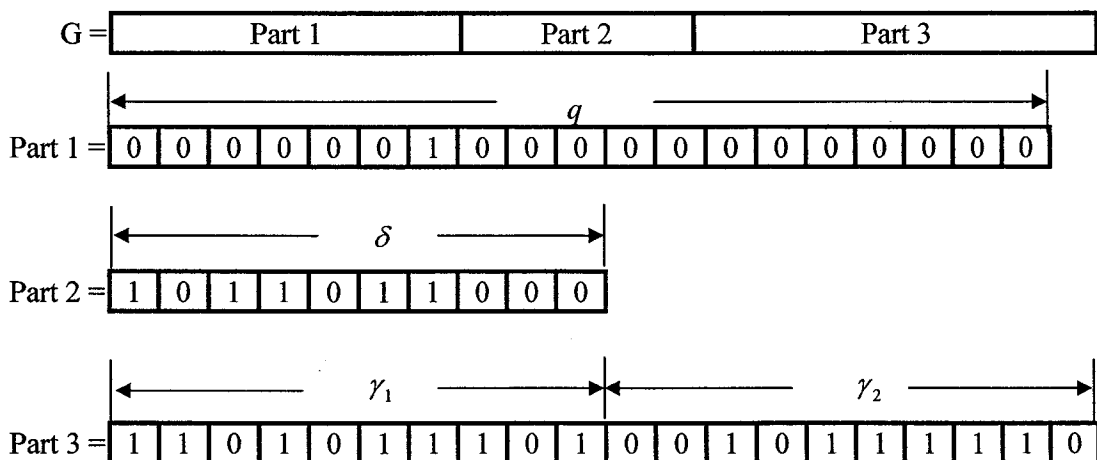 G = Part 1 Part 2 Part 3
q
Part 1 = 0 0 0 0 0 0 1 0 0 0 0 0 0 0 0 0 0 0 0
δ
Part 2 = 1 0 1 1 0 1 1 0 0 0
γ₁ γ₂
Part 3 = 1 1 0 1 0 1 1 1 0 1 0 0 1 0 1 1 1 1 1 0